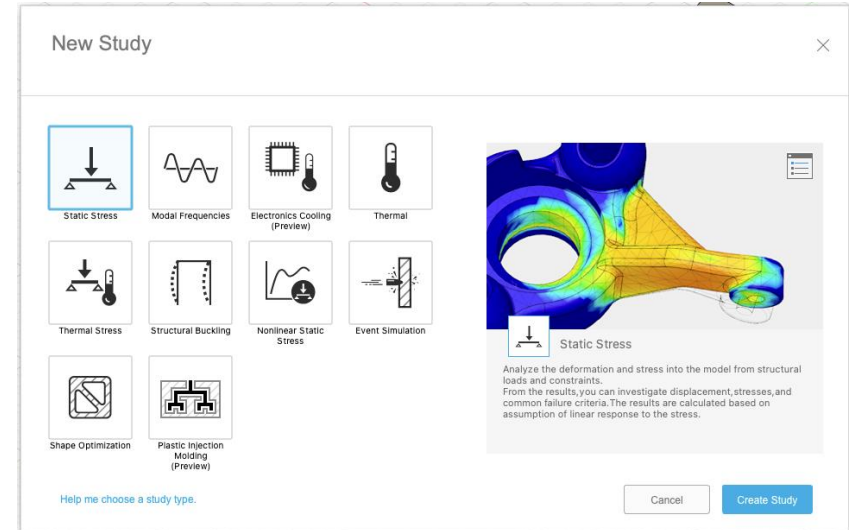 New Study
Static Stress
Modal Frequencies
Electronics Cooling
(Preview)
Thermal
Thermal Stress
Structural Buckling
Nonlinear Static
Stress
Event Simulation
Shape Optimization
Plastic Injection
Molding
(Preview)
Static Stress
Analyze the deformation and stress into the model from structural
loads and constraints.
From the results,you can investigate displacement,stresses,and
common failure criteria.The results are calculated based on
assumption of linear response to the stress.
Help me choose a study type.
Cancel
Create Study